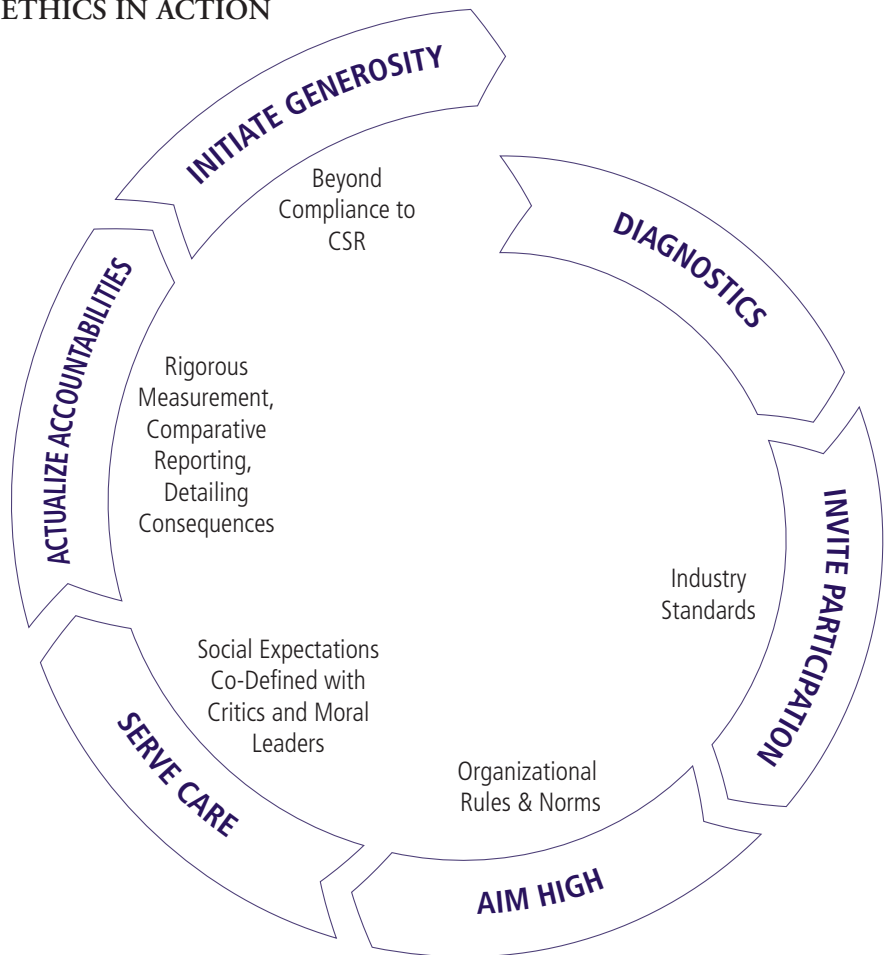 ETHICS IN ACTION
INITIATE GENEROSITY
Beyond
Compliance to
CSR
DIAGNOSTICS
INVITE PARTICIPATION
Industry
Standards
AIM HIGH
Organizational
Rules & Norms
SERVE CARE
Social Expectations
Co-Defined with
Critics and Moral
Leaders
ACTUALIZE ACCOUNTABILITIES
Rigorous
Measurement,
Comparative
Reporting,
Detailing
Consequences